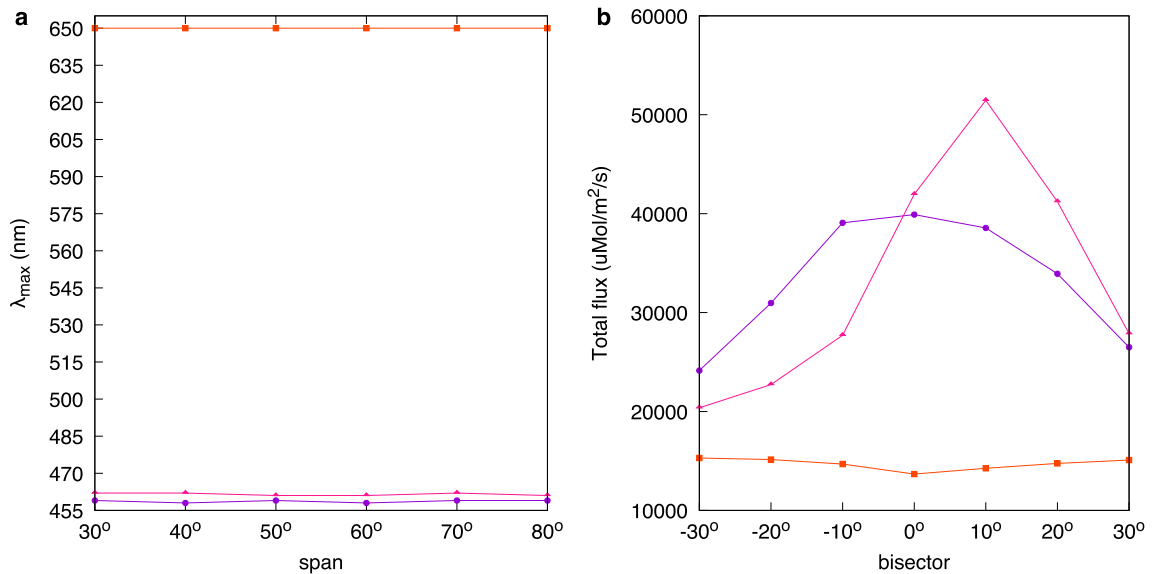 a
650
635
620
605
590
575
560
545
530
515
500
485
470
455
λmax (nm)
30º 40º 50º 60º 70º 80º
span
b
60000
50000
40000
30000
20000
10000
Total flux (uMol/m²/s)
-30º -20º -10º 0º 10º 20º 30º
bisector